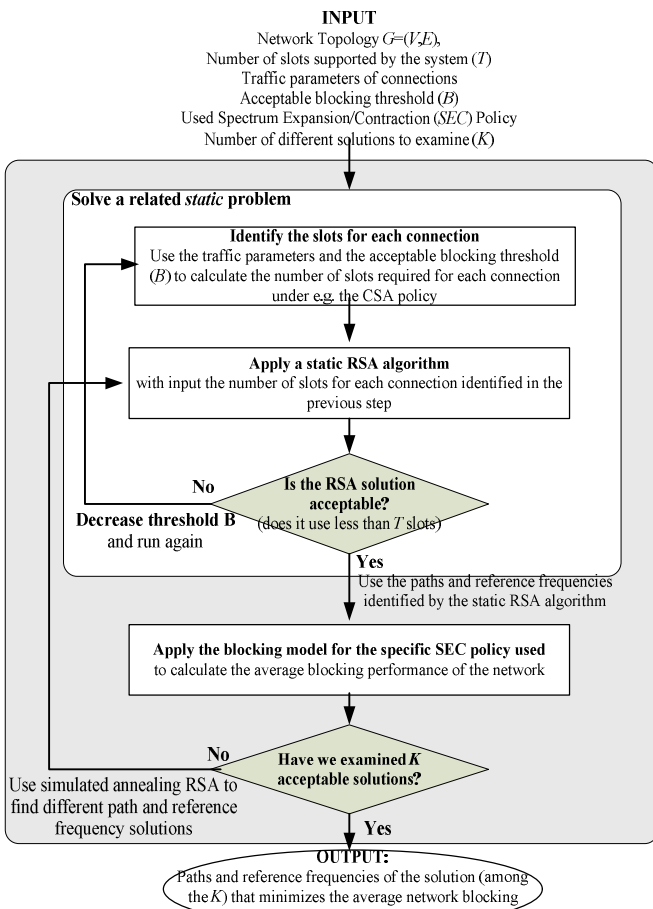 INPUT
Network Topology G=(V,E),
Number of slots supported by the system (T)
Traffic parameters of connections
Acceptable blocking threshold (B)
Used Spectrum Expansion/Contraction (SEC) Policy
Number of different solutions to examine (K)
Solve a related static problem
Identify the slots for each connection
Use the traffic parameters and the acceptable blocking threshold
(B) to calculate the number of slots required for each connection
under e.g. the CSA policy
Apply a static RSA algorithm
with input the number of slots for each connection identified in the
previous step
Is the RSA solution
acceptable?
(does it use less than T slots)
No
Decrease threshold B
and run again
Yes
Use the paths and reference frequencies
identified by the static RSA algorithm
Apply the blocking model for the specific SEC policy used
to calculate the average blocking performance of the network
Have we examined K
acceptable solutions?
No
Use simulated annealing RSA to
find different path and reference
frequency solutions
Yes
OUTPUT:
Paths and reference frequencies of the solution (among
the K) that minimizes the average network blocking